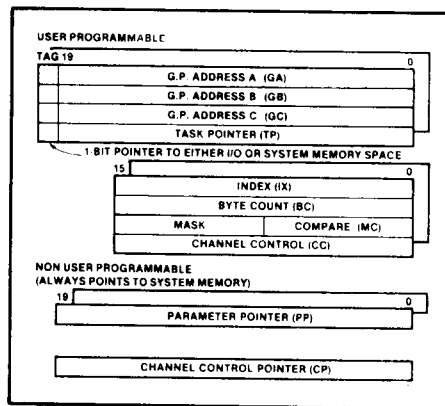 USER PROGRAMMABLE
TAG 19 0
G.P. ADDRESS A (GA)
G.P. ADDRESS B (GB)
G.P. ADDRESS C (GC)
TASK POINTER (TP)
1-BIT POINTER TO EITHER I/O OR SYSTEM MEMORY SPACE
15 0
INDEX (IX)
BYTE COUNT (BC)
MASK COMPARE (MC)
CHANNEL CONTROL (CC)
NON USER PROGRAMMABLE
(ALWAYS POINTS TO SYSTEM MEMORY)
19 0
PARAMETER POINTER (PP)
CHANNEL CONTROL POINTER (CP)